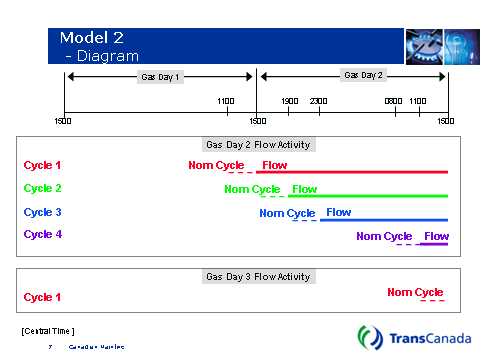 Model 2
- Diagram
Gas Day 1
Gas Day 2
1100
1900
2300
0800
1100
1500
1500
1500
Gas Day 2 Flow Activity
Cycle 1
Nom Cycle
Flow
Cycle 2
Nom Cycle
Flow
Cycle 3
Nom Cycle
Flow
Cycle 4
Nom Cycle
Flow
Gas Day 3 Flow Activity
Cycle 1
Nom Cycle
[Central Time]
7
TransCanada